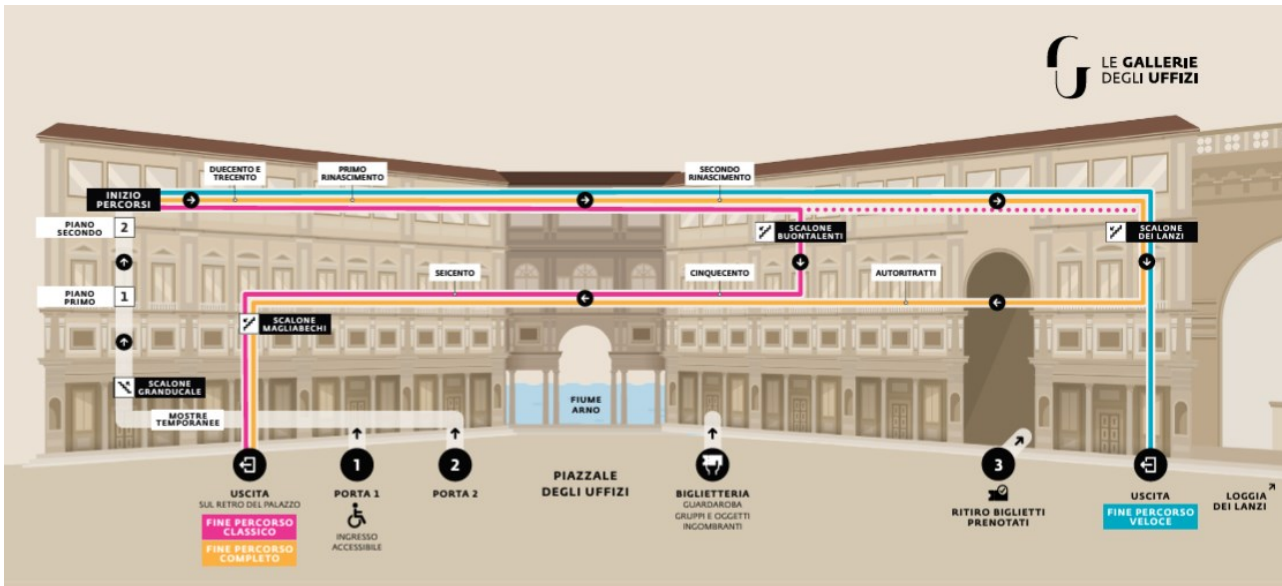 LE GALLERIE
DEGLI UFFIZI
DUECENTO E
TRECENTO
PRIMO
RINASCIMENTO
SECONDO
RINASCIMENTO
INIZIO
PERCORSI
PIANO
SECONDO
2
SCALONE
BUONTALENTI
SCALONE
DEI LANZI
SEICENTO
CINQUECENTO
AUTORITRATTI
PIANO
PRIMO
1
SCALONE
MAGLIABECHI
SCALONE
GRANDUCALE
MOSTRE
TEMPORANEE
FIUME
ARNO
USCITA
SUL RETRO DEL PALAZZO
FINE PERCORSO
CLASSICO
FINE PERCORSO
COMPLETO
1
PORTA 1
INGRESSO
ACCESSIBILE
2
PORTA 2
PIAZZALE
DEGLI UFFIZI
BIGLIETTERIA
GUARDAROBA
GRUPPI E OGGETTI
INGOMBRANTI
3
RITIRO BIGLIETTI
PRENOTATI
USCITA
FINE PERCORSO
VELOCE
LOGGIA
DEI LANZI